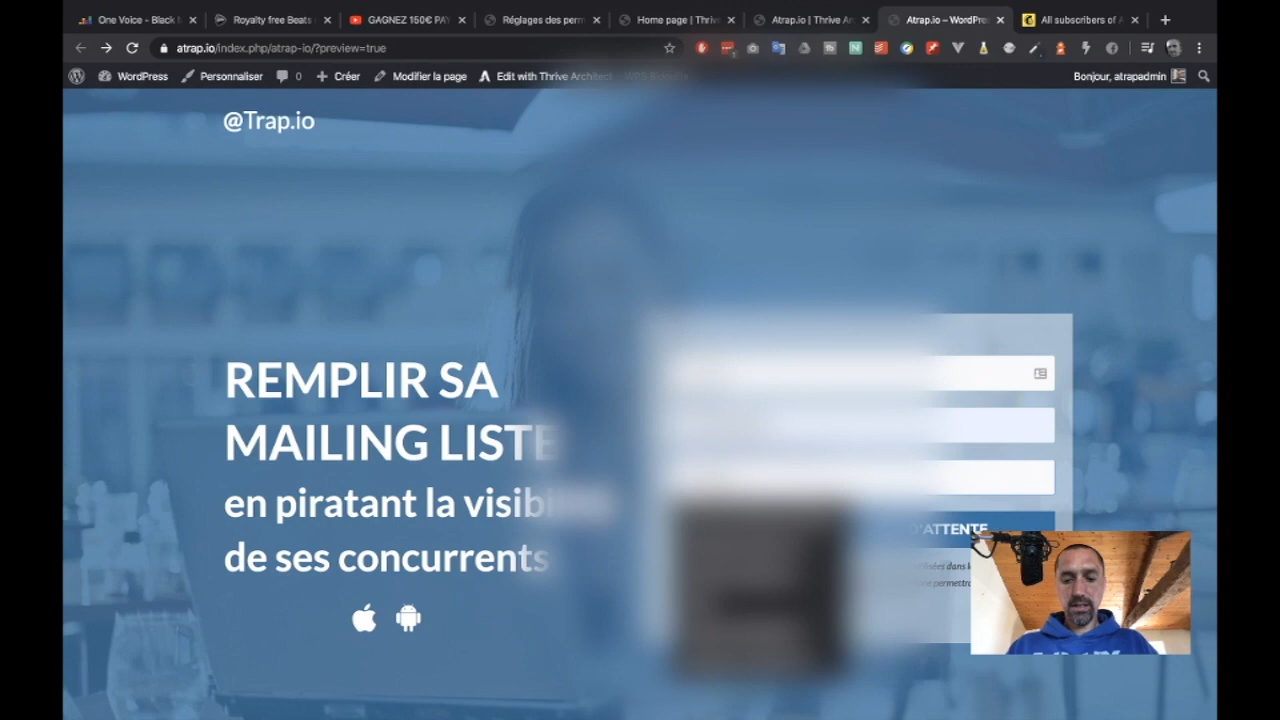 One Voice - Black
Royalty free Beats
GAGNEZ 150€ PA
Réglages des perm
Home page | Thriv
Atrap.io | Thrive Ar
Atrap.io – WordPre
All subscribers of
atrap.io/index.php/atrap-io/?preview=true
WordPress
Personnaliser
0
Créer
Modifier la page
Edit with Thrive Architect
Bonjour, atrapadmin
@Trap.io
REMPLIR SA
MAILING LISTE
en piratant la
de ses concurrents
D'ATTENTE